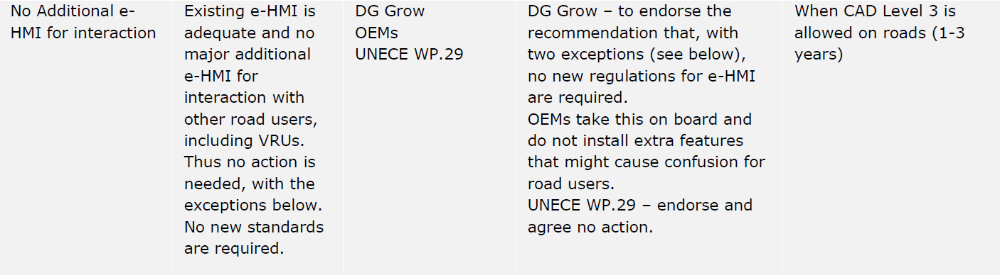 No Additional e-
HMI for interaction
Existing e-HMI is
adequate and no
major additional
e-HMI for
interaction with
other road users,
including VRUs.
Thus no action is
needed, with the
exceptions below.
No new standards
are required.
DG Grow
OEMs
UNECE WP.29
DG Grow – to endorse the
recommendation that, with
two exceptions (see below),
no new regulations for e-HMI
are required.
OEMs take this on board and
do not install extra features
that might cause confusion for
road users.
UNECE WP.29 – endorse and
agree no action.
When CAD Level 3 is
allowed on roads (1-3
years)